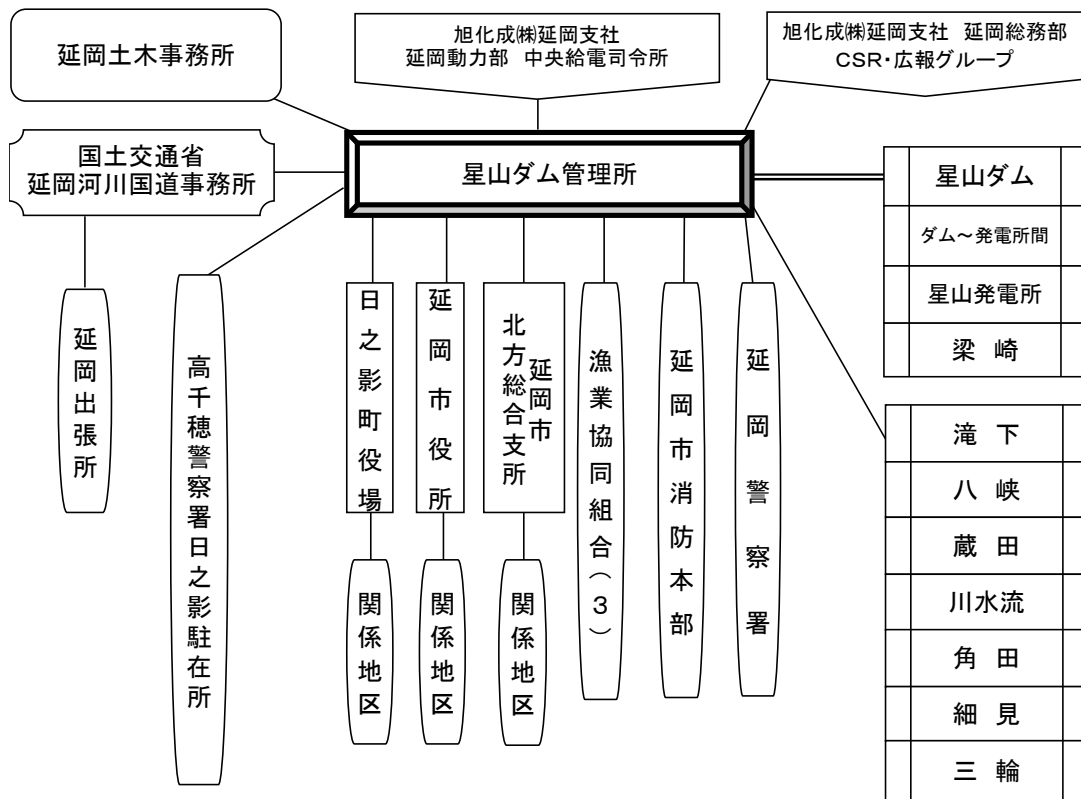 延岡土木事務所
旭化成㈱延岡支社
延岡動力部 中央給電司令所
旭化成㈱延岡支社 延岡総務部
CSR・広報グループ
国土交通省
延岡河川国道事務所
星山ダム管理所
星山ダム
ダム～発電所間
星山発電所
梁 崎
延岡出張所
高千穂警察署日之影駐在所
日之影町役場
延岡市役所
延岡市
北方総合支所
漁業協同組合(3)
延岡市消防本部
延岡警察署
関係地区
関係地区
関係地区
滝 下
八 峡
蔵 田
川水流
角 田
細 見
三 輪